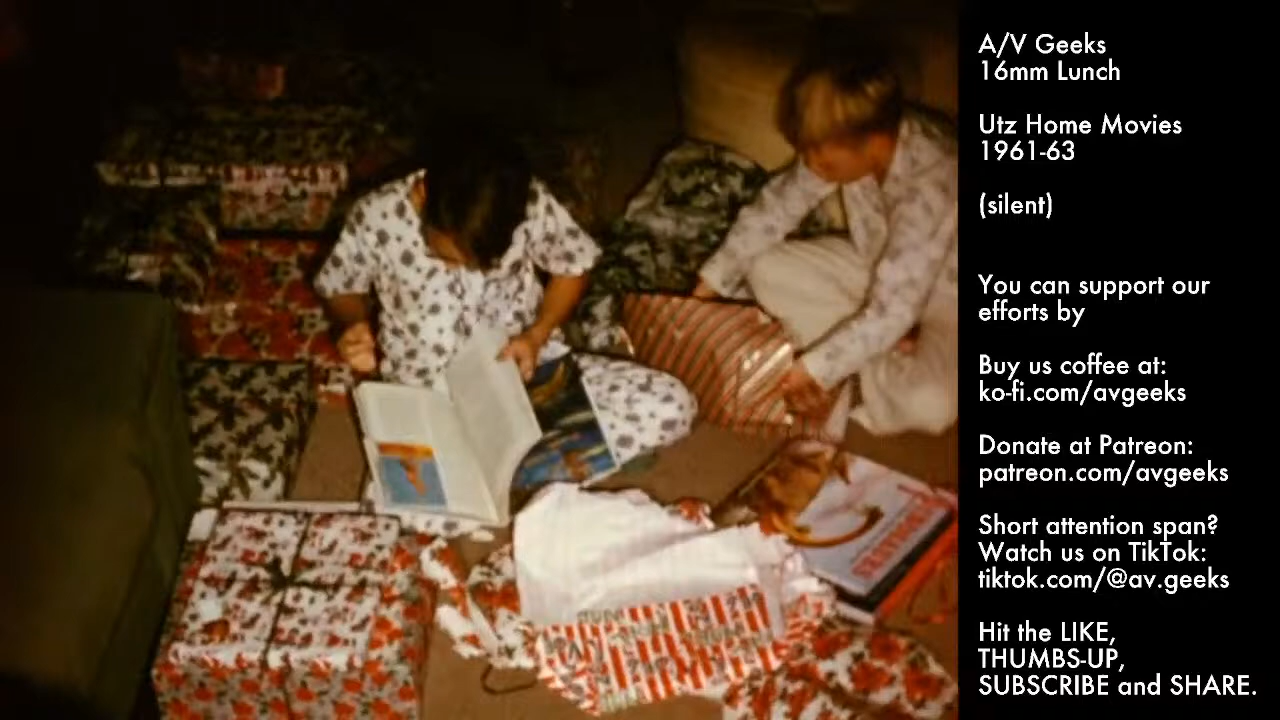 A/V Geeks
16mm Lunch
Utz Home Movies
1961-63
(silent)
You can support our
efforts by
Buy us coffee at:
ko-fi.com/avgeeks
Donate at Patreon:
patreon.com/avgeeks
Short attention span?
Watch us on TikTok:
tiktok.com/@av.geeks
Hit the LIKE,
THUMBS-UP,
SUBSCRIBE and SHARE.